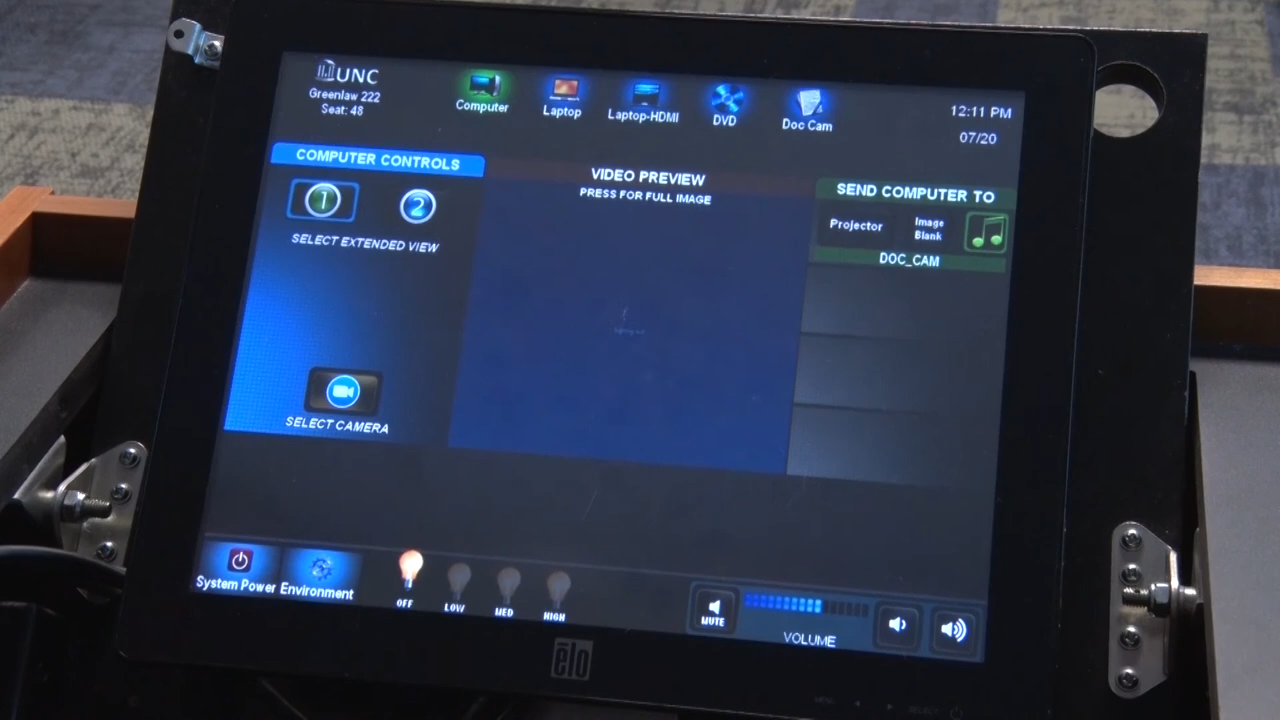 UNC
Greenlaw 222
Seat: 48
Computer
Laptop
Laptop-HDMI
DVD
Doc Cam
12:11 PM
07/20
COMPUTER CONTROLS
1
2
SELECT EXTENDED VIEW
SELECT CAMERA
VIDEO PREVIEW
PRESS FOR FULL IMAGE
SEND COMPUTER TO
Projector
Image
Blank
DOC_CAM
System Power
Environment
OFF
LOW
MED
HIGH
MUTE
VOLUME
elo